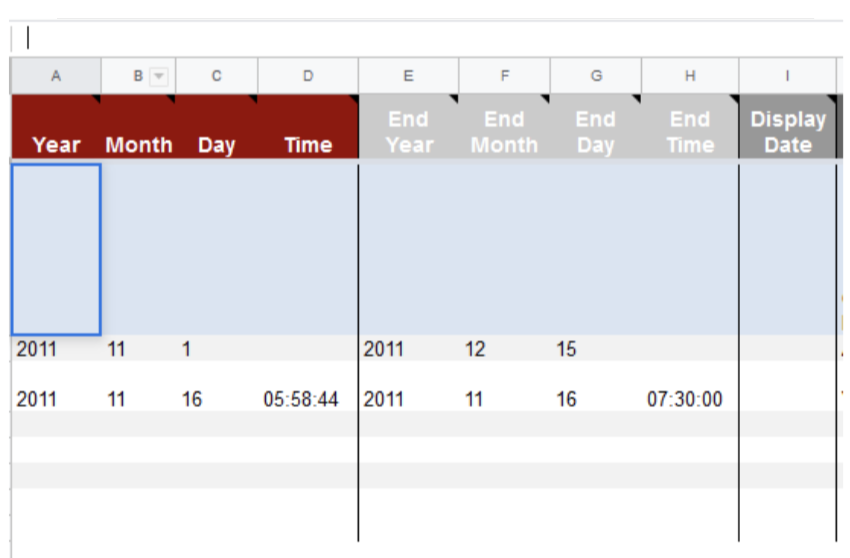 A B C D E F G H I
Year Month Day Time End Year End Month End Day End Time Display Date
2011 11 1 2011 12 15
2011 11 16 05:58:44 2011 11 16 07:30:00